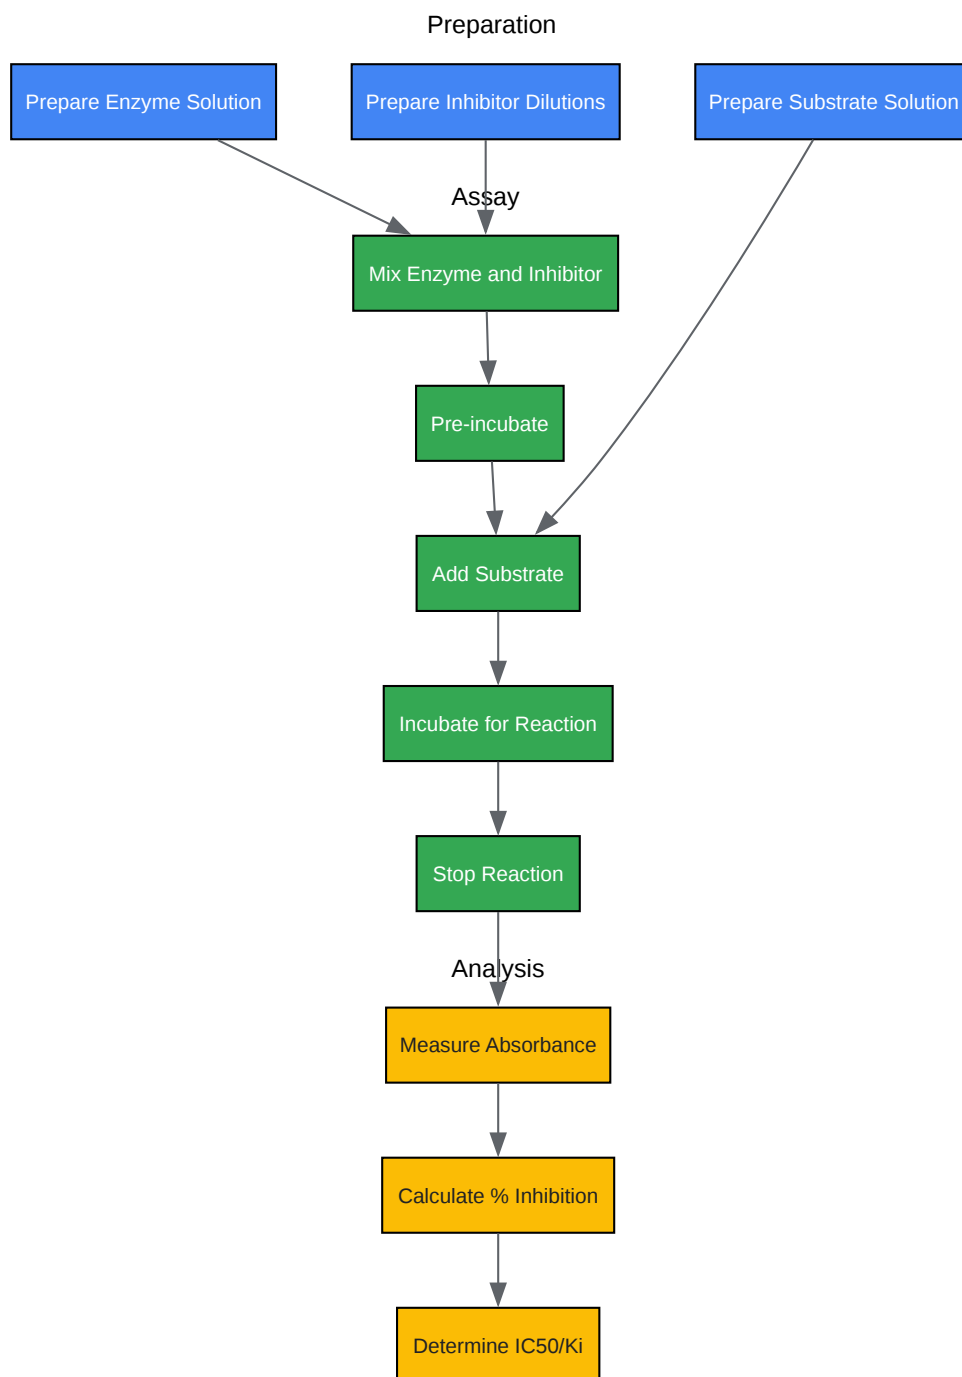 Preparation
Prepare Enzyme Solution
Prepare Inhibitor Dilutions
Prepare Substrate Solution
Assay
Mix Enzyme and Inhibitor
Pre-incubate
Add Substrate
Incubate for Reaction
Stop Reaction
Analysis
Measure Absorbance
Calculate % Inhibition
Determine IC50/Ki